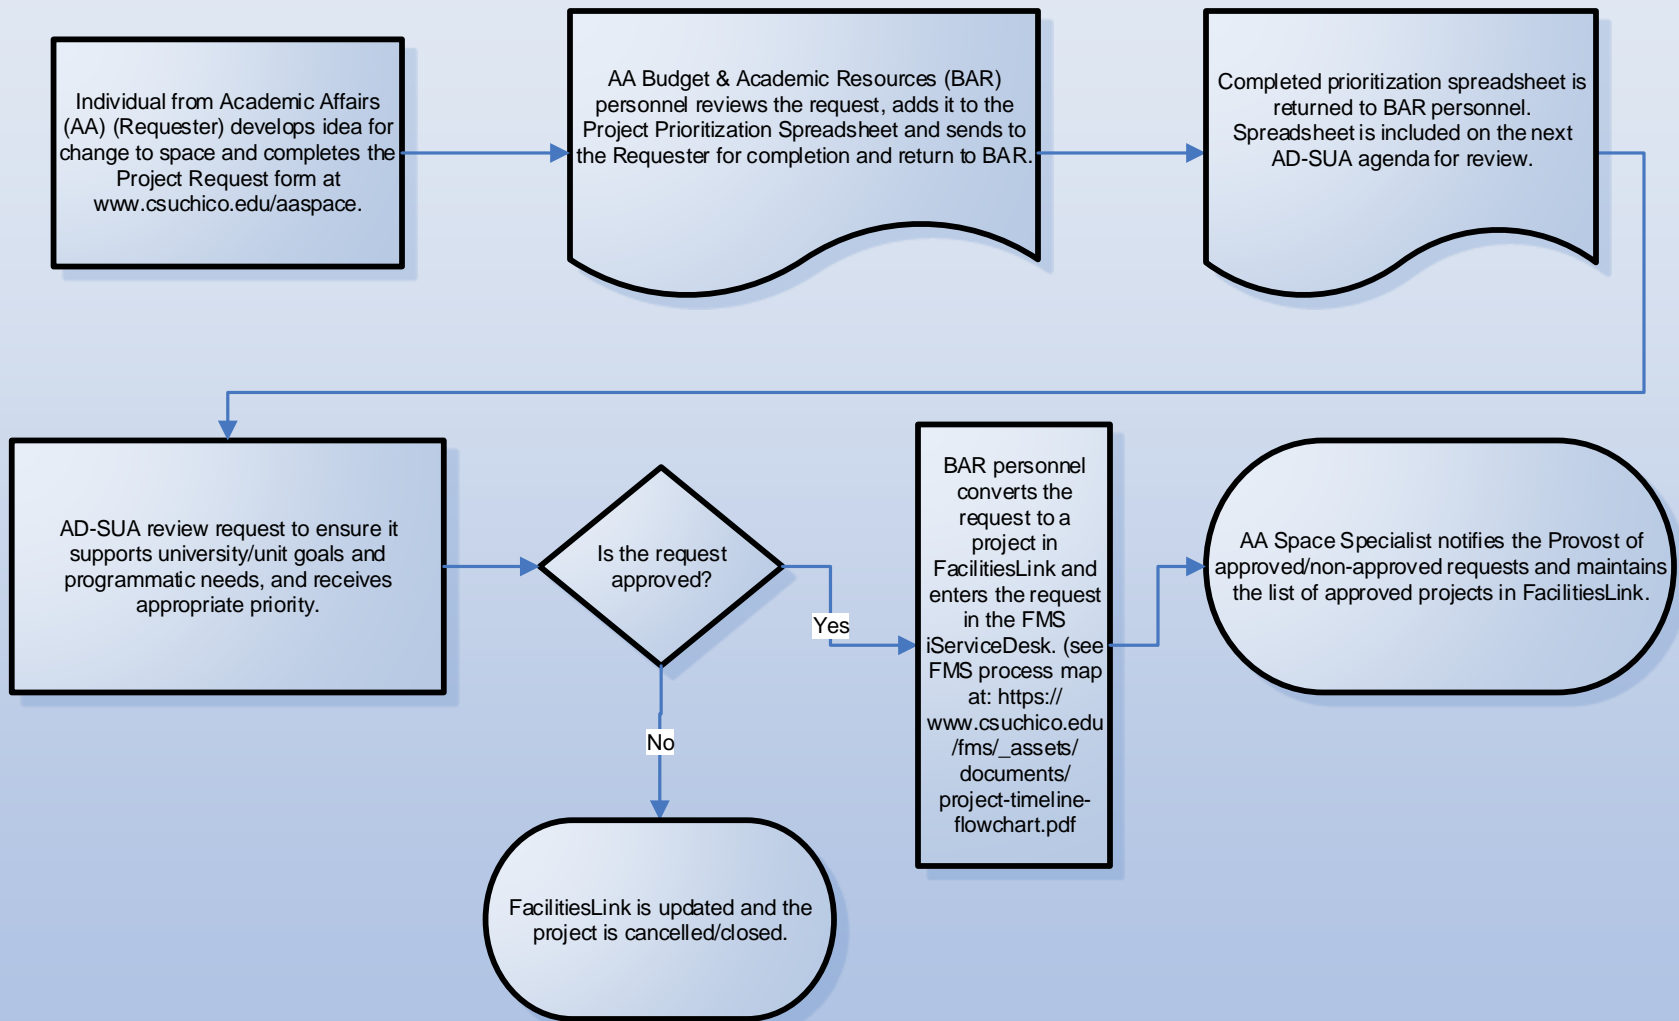 Individual from Academic Affairs
(AA) (Requester) develops idea for
change to space and completes the
Project Request form at
www.csuchico.edu/aaspace.
AA Budget & Academic Resources (BAR)
personnel reviews the request, adds it to the
Project Prioritization Spreadsheet and sends to
the Requester for completion and return to BAR.
Completed prioritization spreadsheet is
returned to BAR personnel.
Spreadsheet is included on the next
AD-SUA agenda for review.
AD-SUA review request to ensure it
supports university/unit goals and
programmatic needs, and receives
appropriate priority.
Is the request
approved?
Yes
No
BAR personnel
converts the
request to a
project in
FacilitiesLink and
enters the request
in the FMS
iServiceDesk. (see
FMS process map
at: https://
www.csuchico.edu
/fms/_assets/
documents/
project-timeline-
flowchart.pdf
AA Space Specialist notifies the Provost of
approved/non-approved requests and maintains
the list of approved projects in FacilitiesLink.
FacilitiesLink is updated and the
project is cancelled/closed.